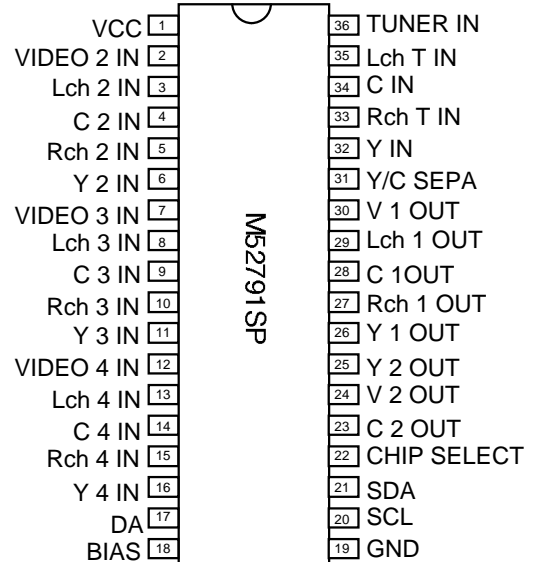 VCC 1
VIDEO 2 IN 2
Lch 2 IN 3
C 2 IN 4
Rch 2 IN 5
Y 2 IN 6
VIDEO 3 IN 7
Lch 3 IN 8
C 3 IN 9
Rch 3 IN 10
Y 3 IN 11
VIDEO 4 IN 12
Lch 4 IN 13
C 4 IN 14
Rch 4 IN 15
Y 4 IN 16
DA 17
BIAS 18
M52791SP
36 TUNER IN
35 Lch T IN
34 C IN
33 Rch T IN
32 Y IN
31 Y/C SEPA
30 V 1 OUT
29 Lch 1 OUT
28 C 1OUT
27 Rch 1 OUT
26 Y 1 OUT
25 Y 2 OUT
24 V 2 OUT
23 C 2 OUT
22 CHIP SELECT
21 SDA
20 SCL
19 GND